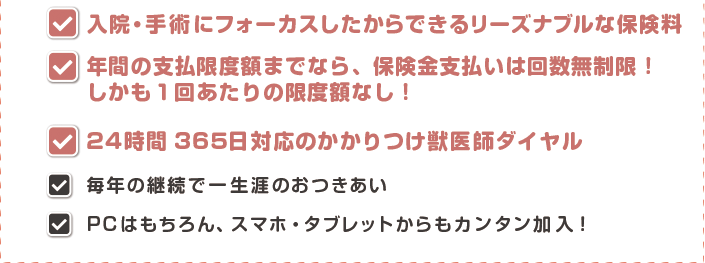 入院・手術にフォーカスしたからできるリーズナブルな保険料
年間の支払限度額までなら、保険金支払いは回数無制限！
しかも1回あたりの限度額なし！
24時間 365日対応のかかりつけ獣医師ダイヤル
毎年の継続で一生涯のおつきあい
PCはもちろん、スマホ・タブレットからもカンタン加入！